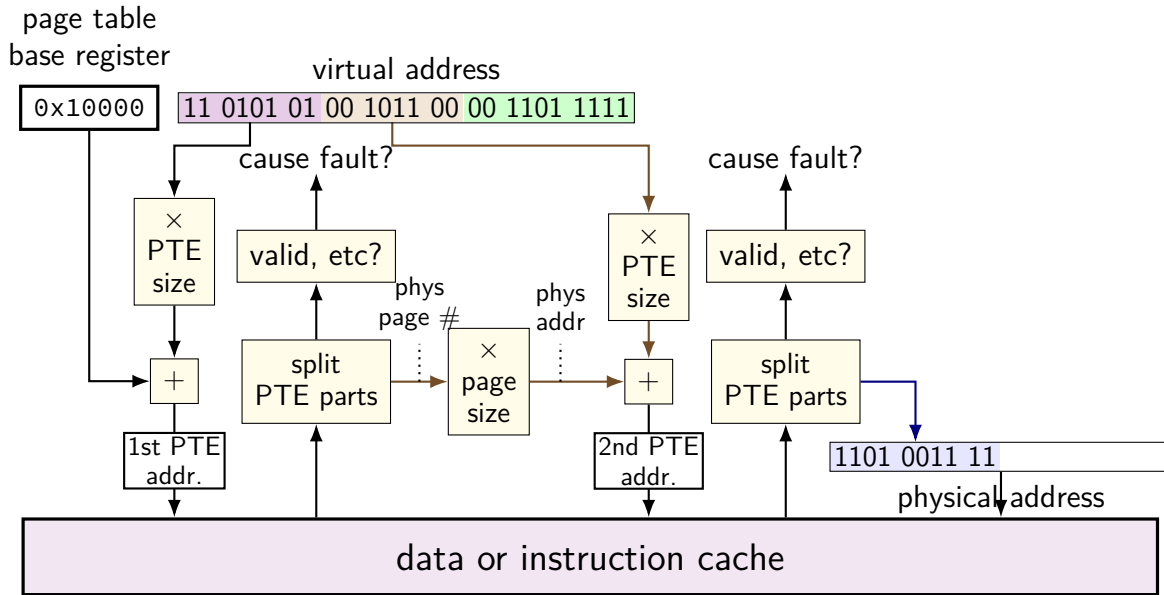 page table
base register
0x10000
virtual address
11 0101 01 00 1011 00 00 1101 1111
cause fault?
cause fault?
×
PTE
size
valid, etc?
phys
page #
phys
addr
×
PTE
size
valid, etc?
+
split
PTE parts
×
page
size
+
split
PTE parts
1st PTE
addr.
2nd PTE
addr.
1101 0011 11
physical address
data or instruction cache